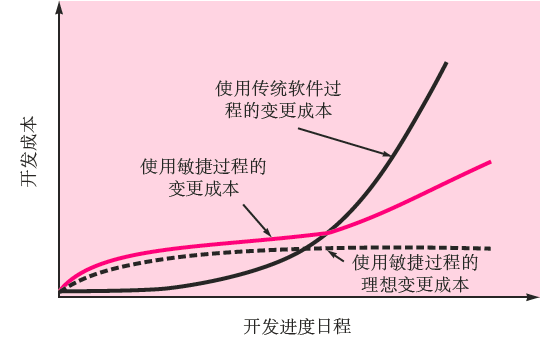 使用传统软件过
程的变更成本
使用敏捷过程的
变更成本
开发成本
使用敏捷过程的
理想变更成本
开发进度日程